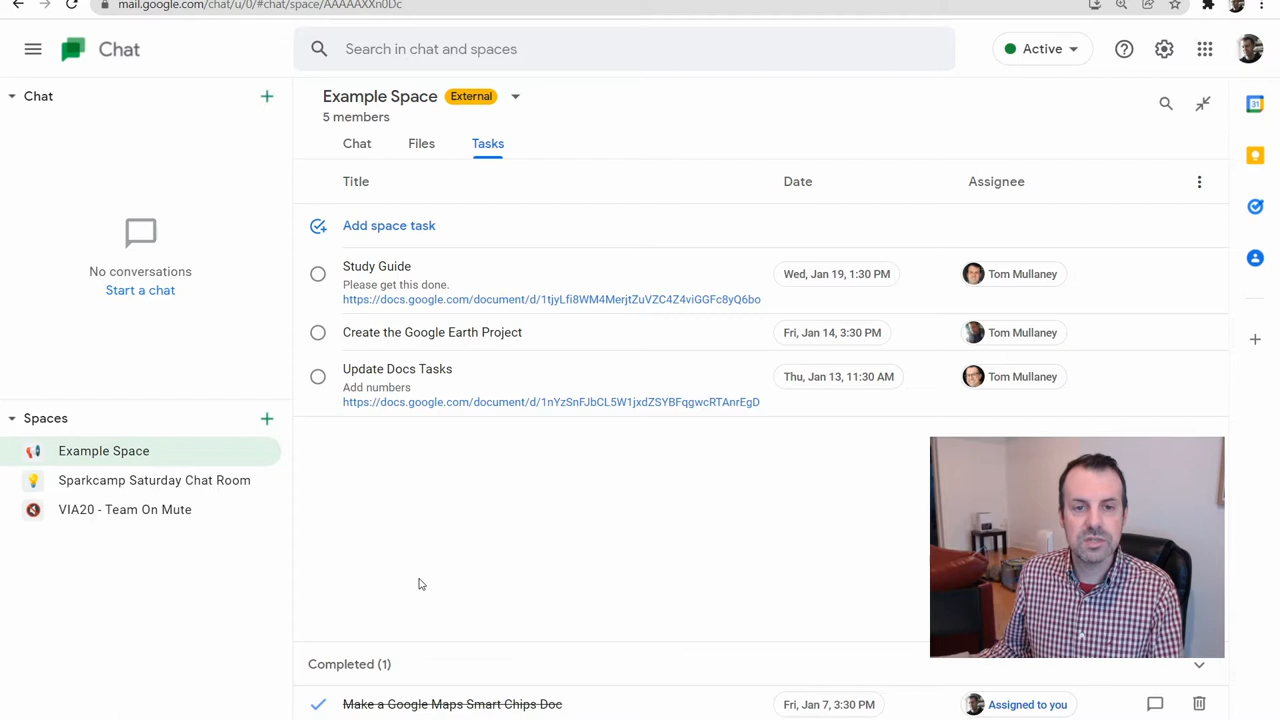 mail.google.com/chat/u/0/#chat/space/AAAAAXXn0Dc
Chat
Search in chat and spaces
Active
Chat
No conversations
Start a chat
Spaces
Example Space
Sparkcamp Saturday Chat Room
VIA20 - Team On Mute
Example Space External
5 members
Chat Files Tasks
Title Date Assignee
Add space task
Study Guide
Please get this done.
https://docs.google.com/document/d/1tjyLfi8WM4MerjtZuVZC4Z4viGGFc8yQ6bo
Wed, Jan 19, 1:30 PM Tom Mullaney
Create the Google Earth Project Fri, Jan 14, 3:30 PM Tom Mullaney
Update Docs Tasks
Add numbers
https://docs.google.com/document/d/1nYzSnFJbCL5W1jxdZSYBFqgwcRTAnrEgD
Thu, Jan 13, 11:30 AM Tom Mullaney
Completed (1)
Make a Google Maps Smart Chips Doc Fri, Jan 7, 3:30 PM Assigned to you
31